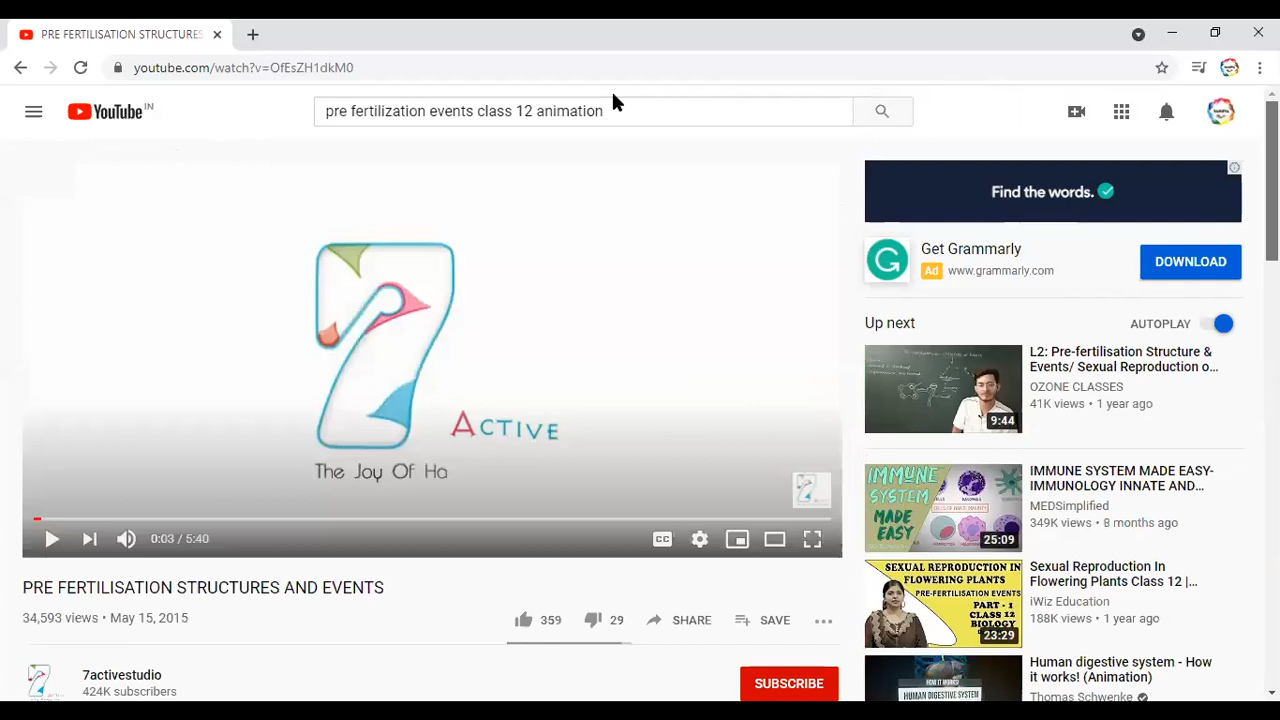 PRE FERTILISATION STRUCTURES
youtube.com/watch?v=OfEsZH1dkM0
YouTube IN
pre fertilization events class 12 animation
Find the words.
Get Grammarly
Ad www.grammarly.com
DOWNLOAD
Up next
AUTOPLAY
7 ACTIVE
The Joy Of Ha
0:03 / 5:40
CC
PRE FERTILISATION STRUCTURES AND EVENTS
34,593 views • May 15, 2015
359
29
SHARE
SAVE
7activestudio
424K subscribers
SUBSCRIBE
L2: Pre-fertilisation Structure &
Events/ Sexual Reproduction o...
OZONE CLASSES
41K views • 1 year ago
9:44
IMMUNE
SYSTEM
MADE
EASY
25:09
IMMUNE SYSTEM MADE EASY-
IMMUNOLOGY INNATE AND...
MEDSimplified
349K views • 8 months ago
SEXUAL REPRODUCTION IN
FLOWERING PLANTS
PRE-FERTILISATION EVENTS
PART - 1
CLASS 12
BIOLOGY
23:29
Sexual Reproduction In
Flowering Plants Class 12 |...
iWiz Education
188K views • 1 year ago
HOW IT WORKS!
HUMAN DIGESTIVE SYSTEM
Human digestive system - How
it works! (Animation)
Thomas Schwenke